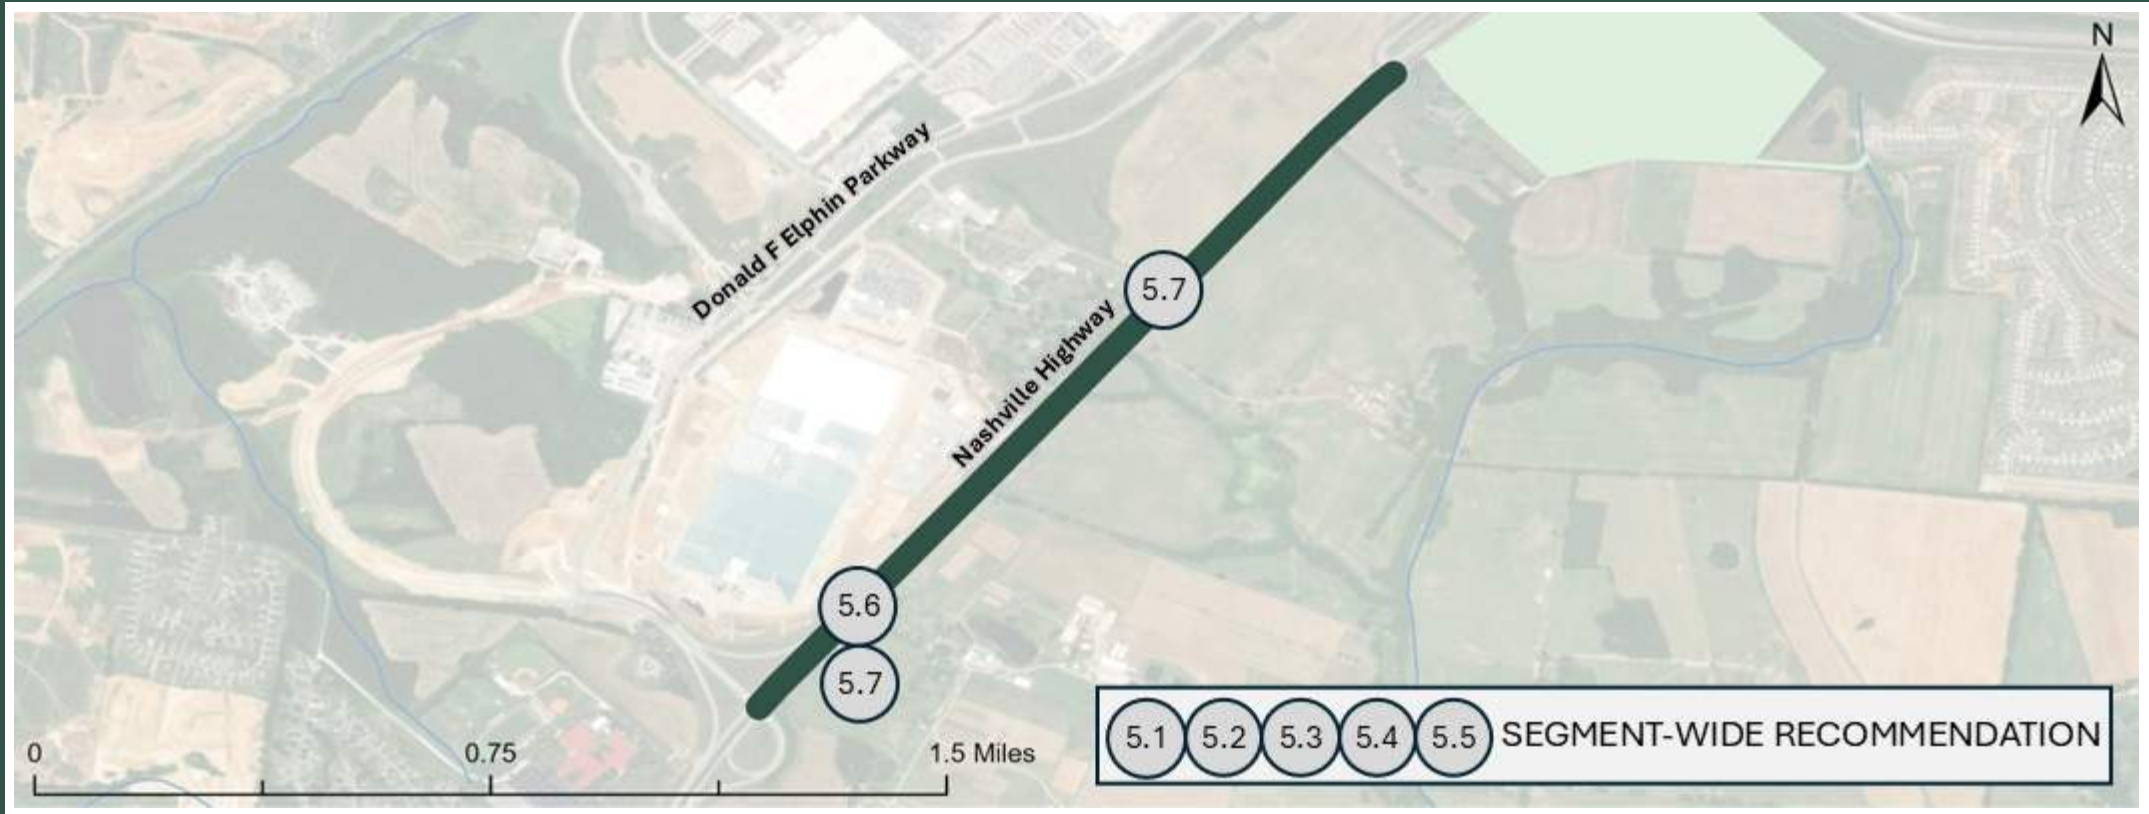 N
Donald F Elphin Parkway
5.7
Nashville Highway
5.6
5.7
5.1 5.2 5.3 5.4 5.5 SEGMENT-WIDE RECOMMENDATION
0 0.75 1.5 Miles